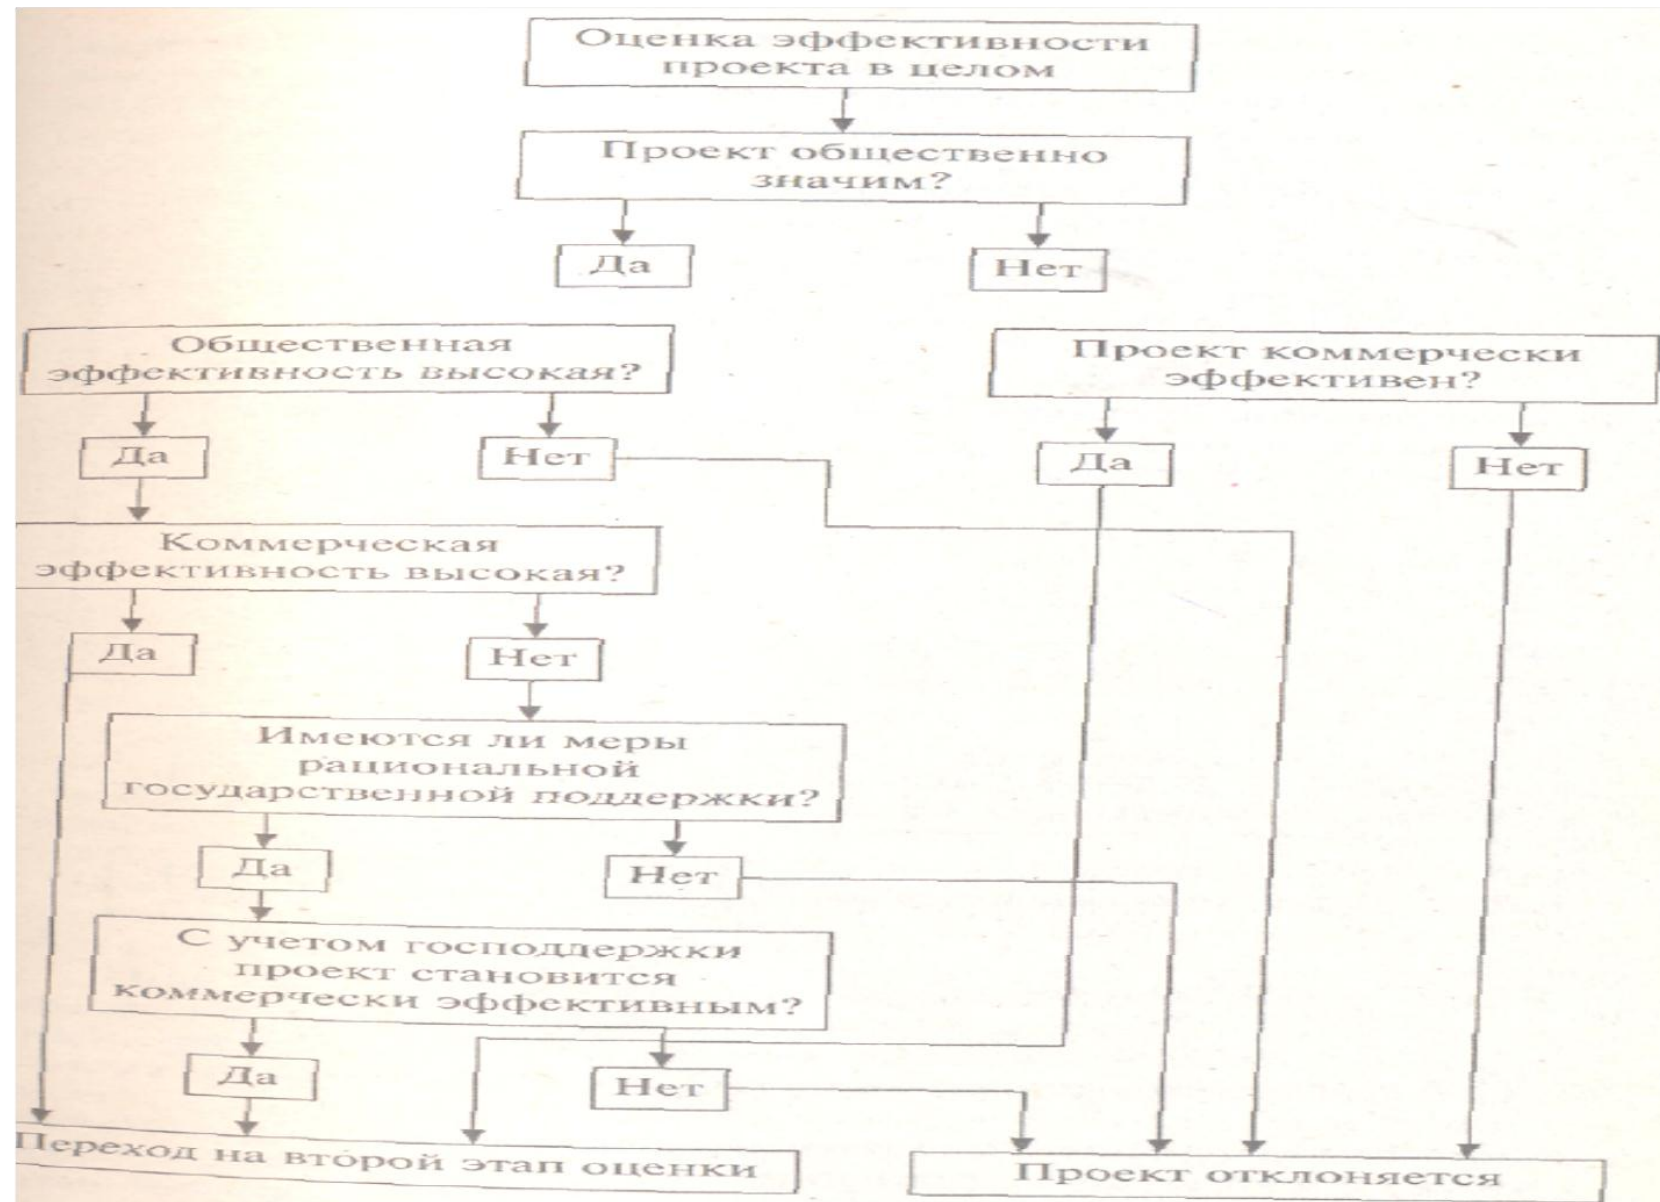 Оценка эффективности
проекта в целом
Проект общественно
значим?
Да
Нет
Общественная
эффективность высокая?
Проект коммерчески
эффективен?
Да
Нет
Да
Нет
Коммерческая
эффективность высокая?
Да
Нет
Имеются ли меры
рациональной
государственной поддержки?
Да
Нет
С учетом господдержки
проект становится
коммерчески эффективным?
Да
Нет
Переход на второй этап оценки
Проект отклоняется